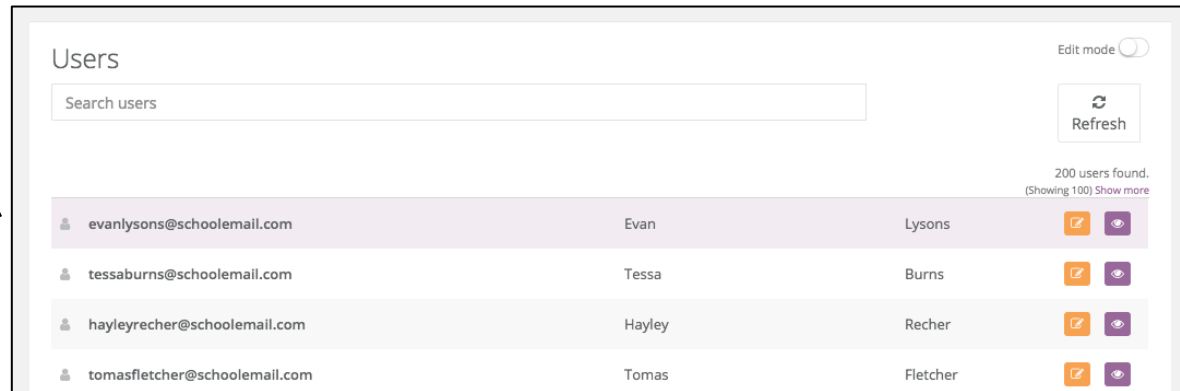 Users
Edit mode
Search users
Refresh
200 users found.
(Showing 100) Show more
evanlysons@schoolemail.com Evan Lysons
tessaburns@schoolemail.com Tessa Burns
hayleyrecher@schoolemail.com Hayley Recher
tomasfletcher@schoolemail.com Tomas Fletcher